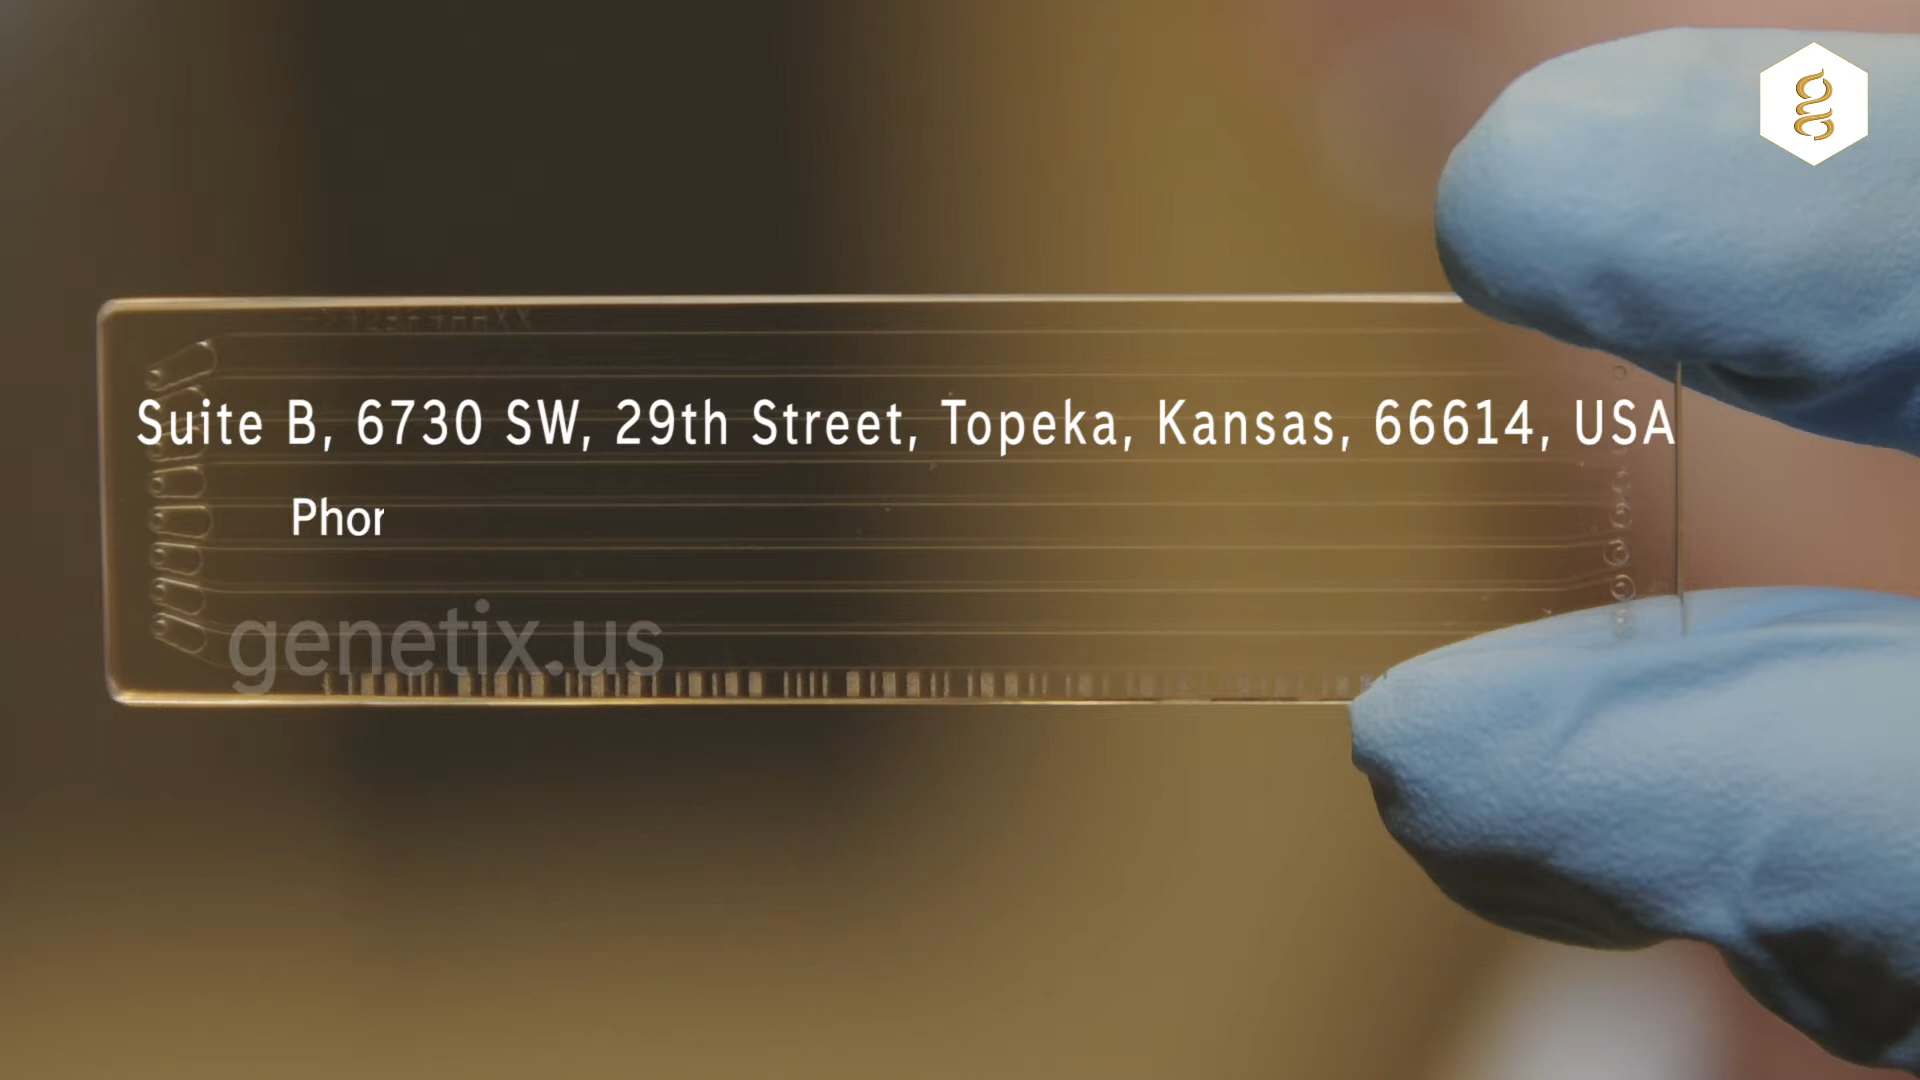 Suite B, 6730 SW, 29th Street, Topeka, Kansas, 66614, USA
Phor
genetix.us